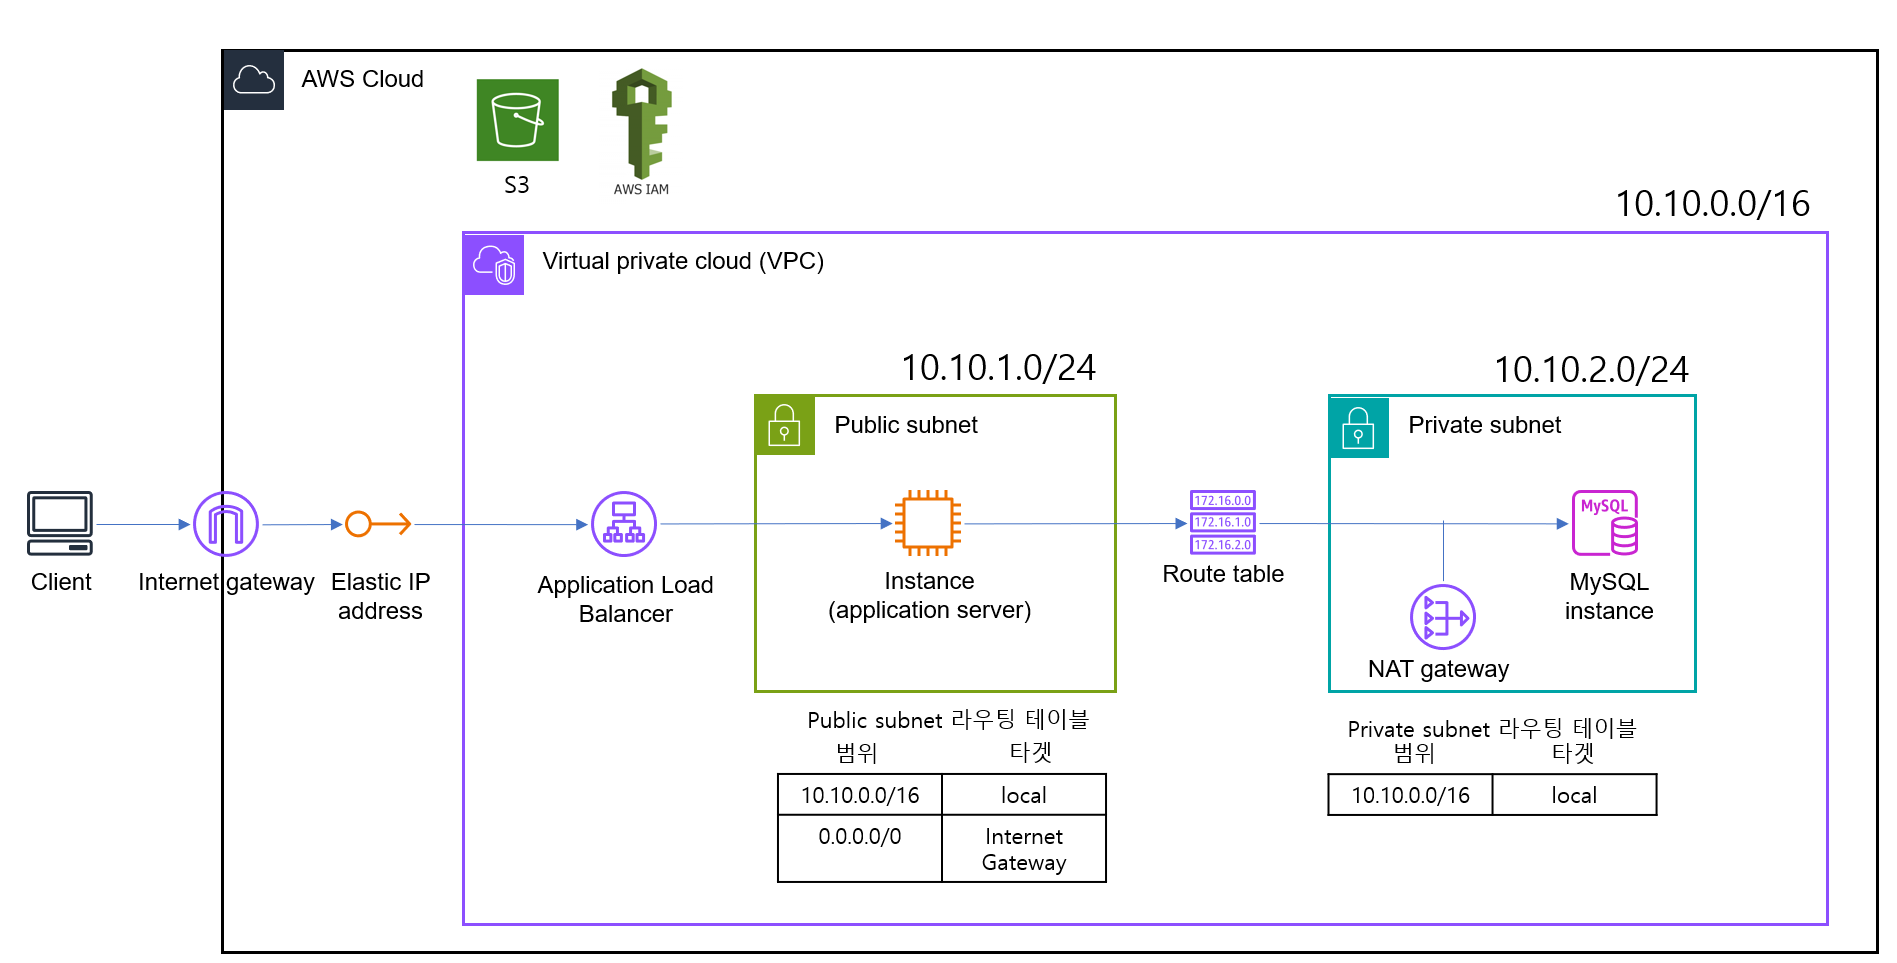 AWS Cloud
S3
AWS IAM
10.10.0.0/16
Virtual private cloud (VPC)
10.10.1.0/24
10.10.2.0/24
Public subnet
Private subnet
Client
Internet gateway
Elastic IP
address
Application Load
Balancer
Instance
(application server)
172.16.0.0
172.16.1.0
172.16.2.0
Route table
MySQL
MySQL
instance
NAT gateway
Public subnet 라우팅 테이블
범위 타겟
10.10.0.0/16 local
0.0.0.0/0 Internet
Gateway
Private subnet 라우팅 테이블
범위 타겟
10.10.0.0/16 local